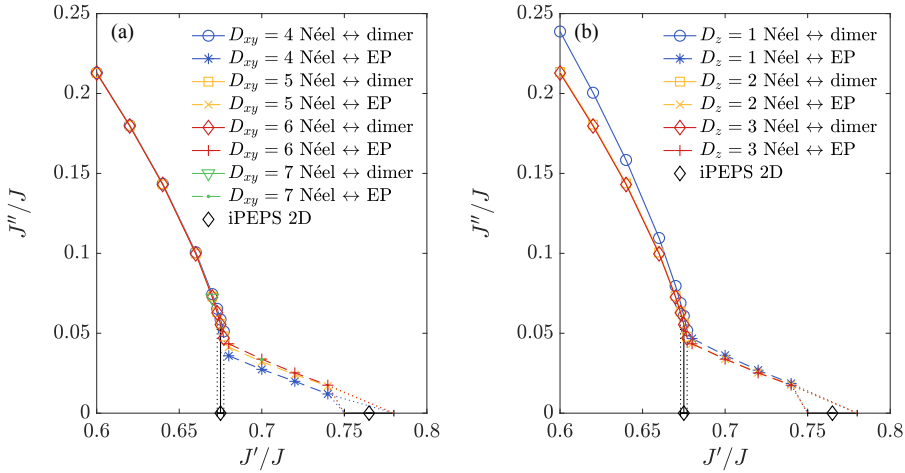 (a)
D_xy = 4 Néel ↔ dimer
D_xy = 4 Néel ↔ EP
D_xy = 5 Néel ↔ dimer
D_xy = 5 Néel ↔ EP
D_xy = 6 Néel ↔ dimer
D_xy = 6 Néel ↔ EP
D_xy = 7 Néel ↔ dimer
D_xy = 7 Néel ↔ EP
iPEPS 2D
J''/J
0.2
0.15
0.1
0.05
0
0.6
0.65
0.7
0.75
0.8
J'/J
(b)
D_z = 1 Néel ↔ dimer
D_z = 1 Néel ↔ EP
D_z = 2 Néel ↔ dimer
D_z = 2 Néel ↔ EP
D_z = 3 Néel ↔ dimer
D_z = 3 Néel ↔ EP
iPEPS 2D
J''/J
0.2
0.15
0.1
0.05
0
0.6
0.65
0.7
0.75
0.8
J'/J